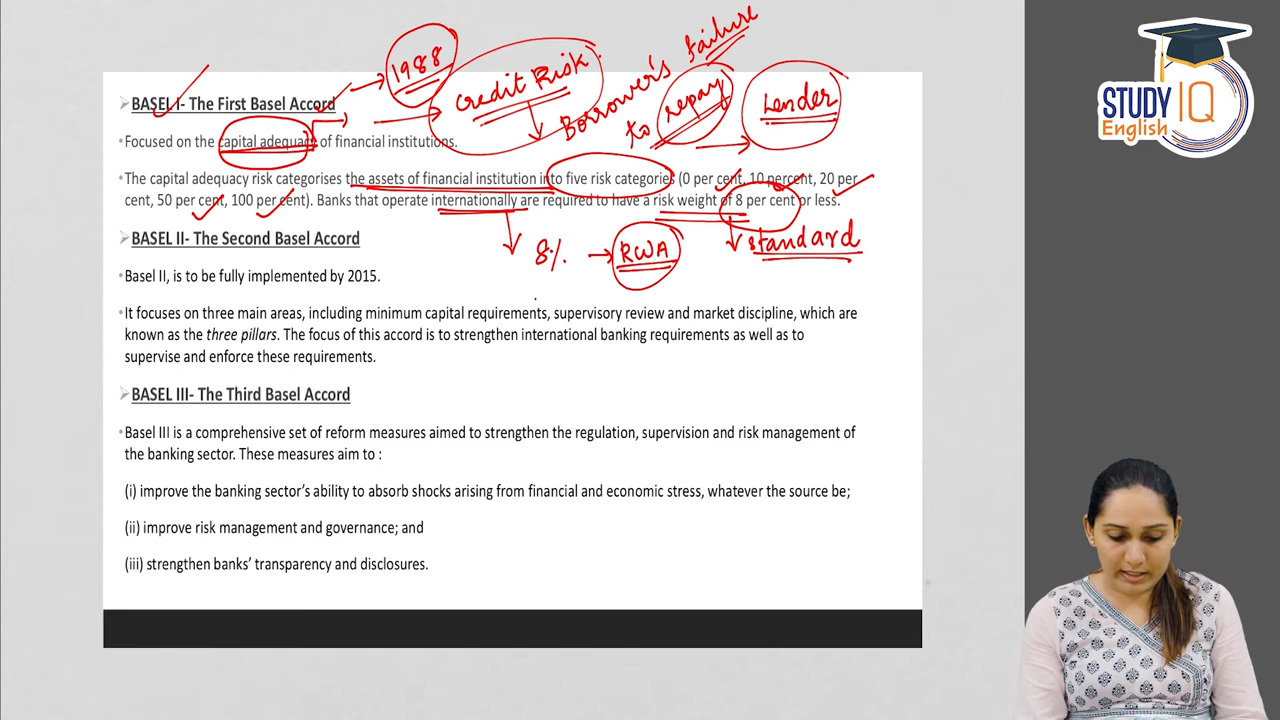 1988
Credit Risk
Borrower's failure
to repay
Lender
BASEL I- The First Basel Accord
Focused on the capital adequacy of financial institutions.
The capital adequacy risk categorises the assets of financial institution into five risk categories (0 per cent, 10 percent, 20 per
cent, 50 per cent, 100 per cent). Banks that operate internationally are required to have a risk weight of 8 per cent or less.
8% → RWA
standard
BASEL II- The Second Basel Accord
Basel II, is to be fully implemented by 2015.
It focuses on three main areas, including minimum capital requirements, supervisory review and market discipline, which are
known as the three pillars. The focus of this accord is to strengthen international banking requirements as well as to
supervise and enforce these requirements.
BASEL III- The Third Basel Accord
Basel III is a comprehensive set of reform measures aimed to strengthen the regulation, supervision and risk management of
the banking sector. These measures aim to :
(i) improve the banking sector's ability to absorb shocks arising from financial and economic stress, whatever the source be;
(ii) improve risk management and governance; and
(iii) strengthen banks' transparency and disclosures.
STUDY IQ
English